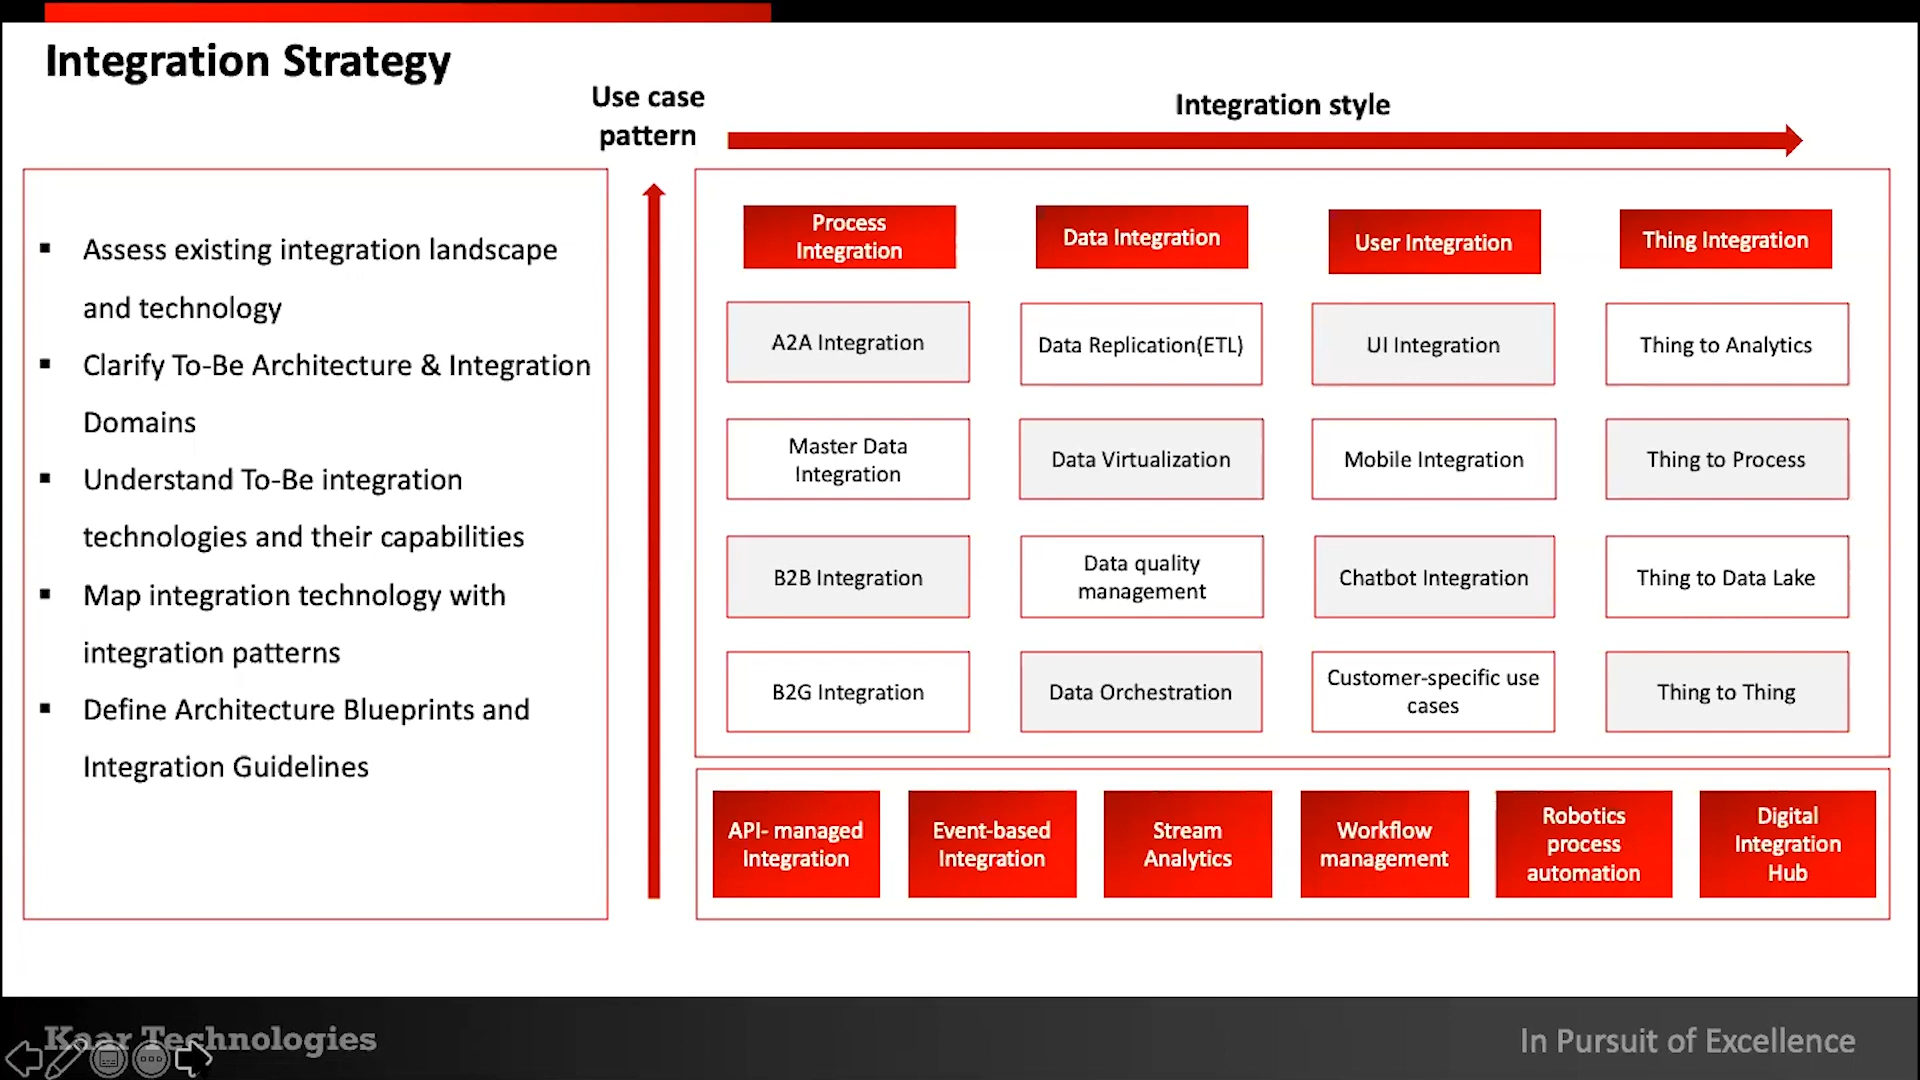 Integration Strategy
Use case
pattern
Integration style
▪ Assess existing integration landscape
and technology
▪ Clarify To-Be Architecture & Integration
Domains
▪ Understand To-Be integration
technologies and their capabilities
▪ Map integration technology with
integration patterns
▪ Define Architecture Blueprints and
Integration Guidelines
Process
Integration
Data Integration
User Integration
Thing Integration
A2A Integration
Data Replication(ETL)
UI Integration
Thing to Analytics
Master Data
Integration
Data Virtualization
Mobile Integration
Thing to Process
B2B Integration
Data quality
management
Chatbot Integration
Thing to Data Lake
B2G Integration
Data Orchestration
Customer-specific use
cases
Thing to Thing
API- managed
Integration
Event-based
Integration
Stream
Analytics
Workflow
management
Robotics
process
automation
Digital
Integration
Hub
Kaar Technologies
In Pursuit of Excellence